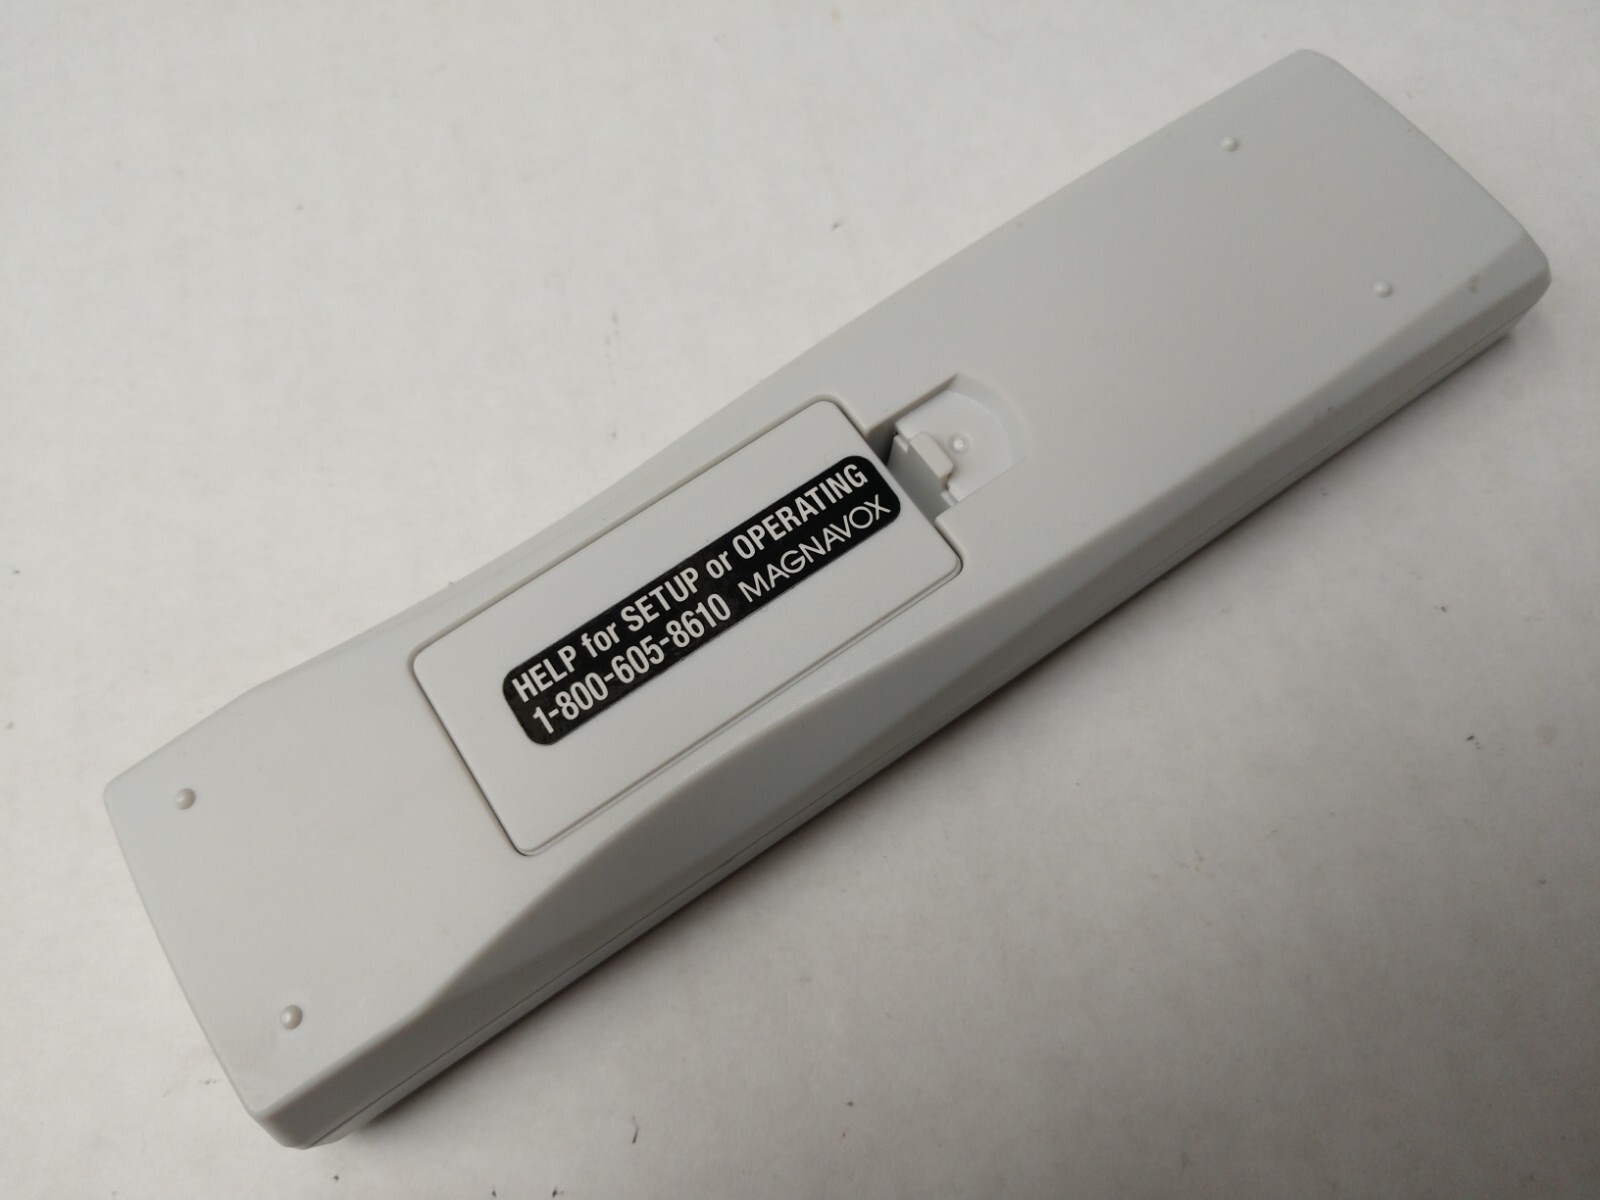 HELP for SETUP or OPERATING
1-800-605-8610 MAGNAVOX